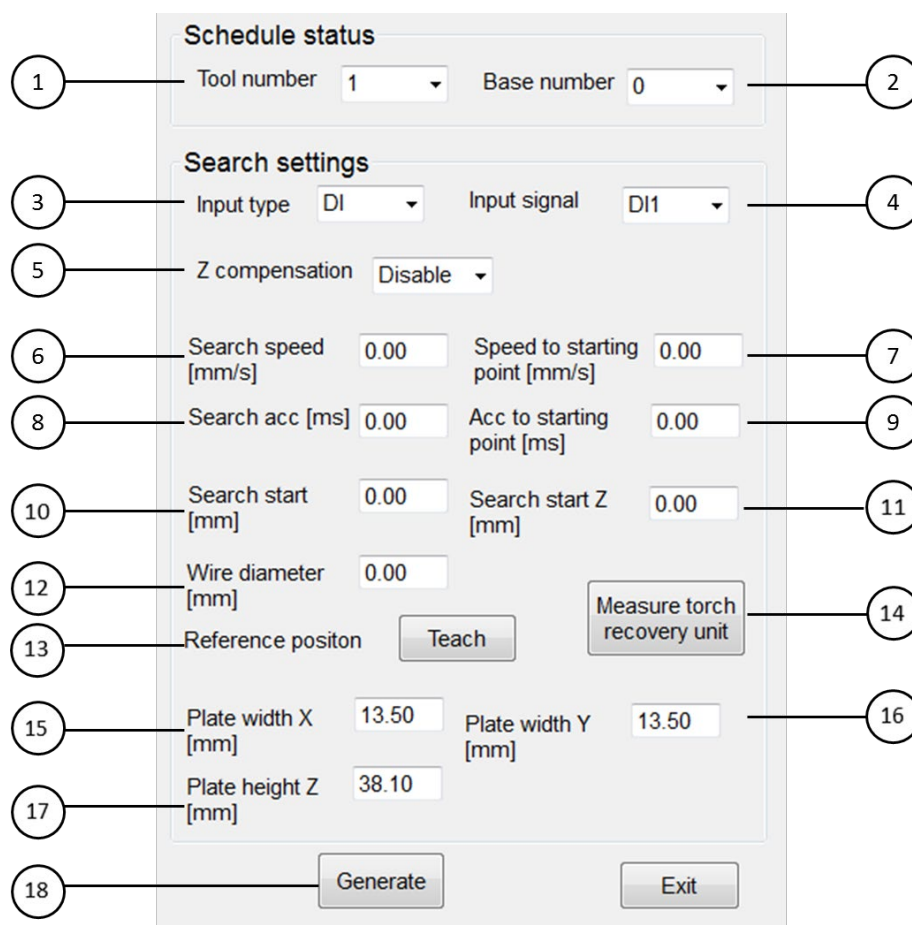 Schedule status
1 Tool number 1 Base number 0 2
Search settings
3 Input type DI Input signal DI1 4
5 Z compensation Disable
6 Search speed 0.00 Speed to starting 0.00 7
[mm/s] point [mm/s]
8 Search acc [ms] 0.00 Acc to starting 0.00 9
point [ms]
10 Search start 0.00 Search start Z 0.00 11
[mm] [mm]
12 Wire diameter 0.00
[mm]
Measure torch 14
recovery unit
13 Reference positon Teach
15 Plate width X 13.50 Plate width Y 13.50 16
[mm] [mm]
17 Plate height Z 38.10
[mm]
18 Generate Exit